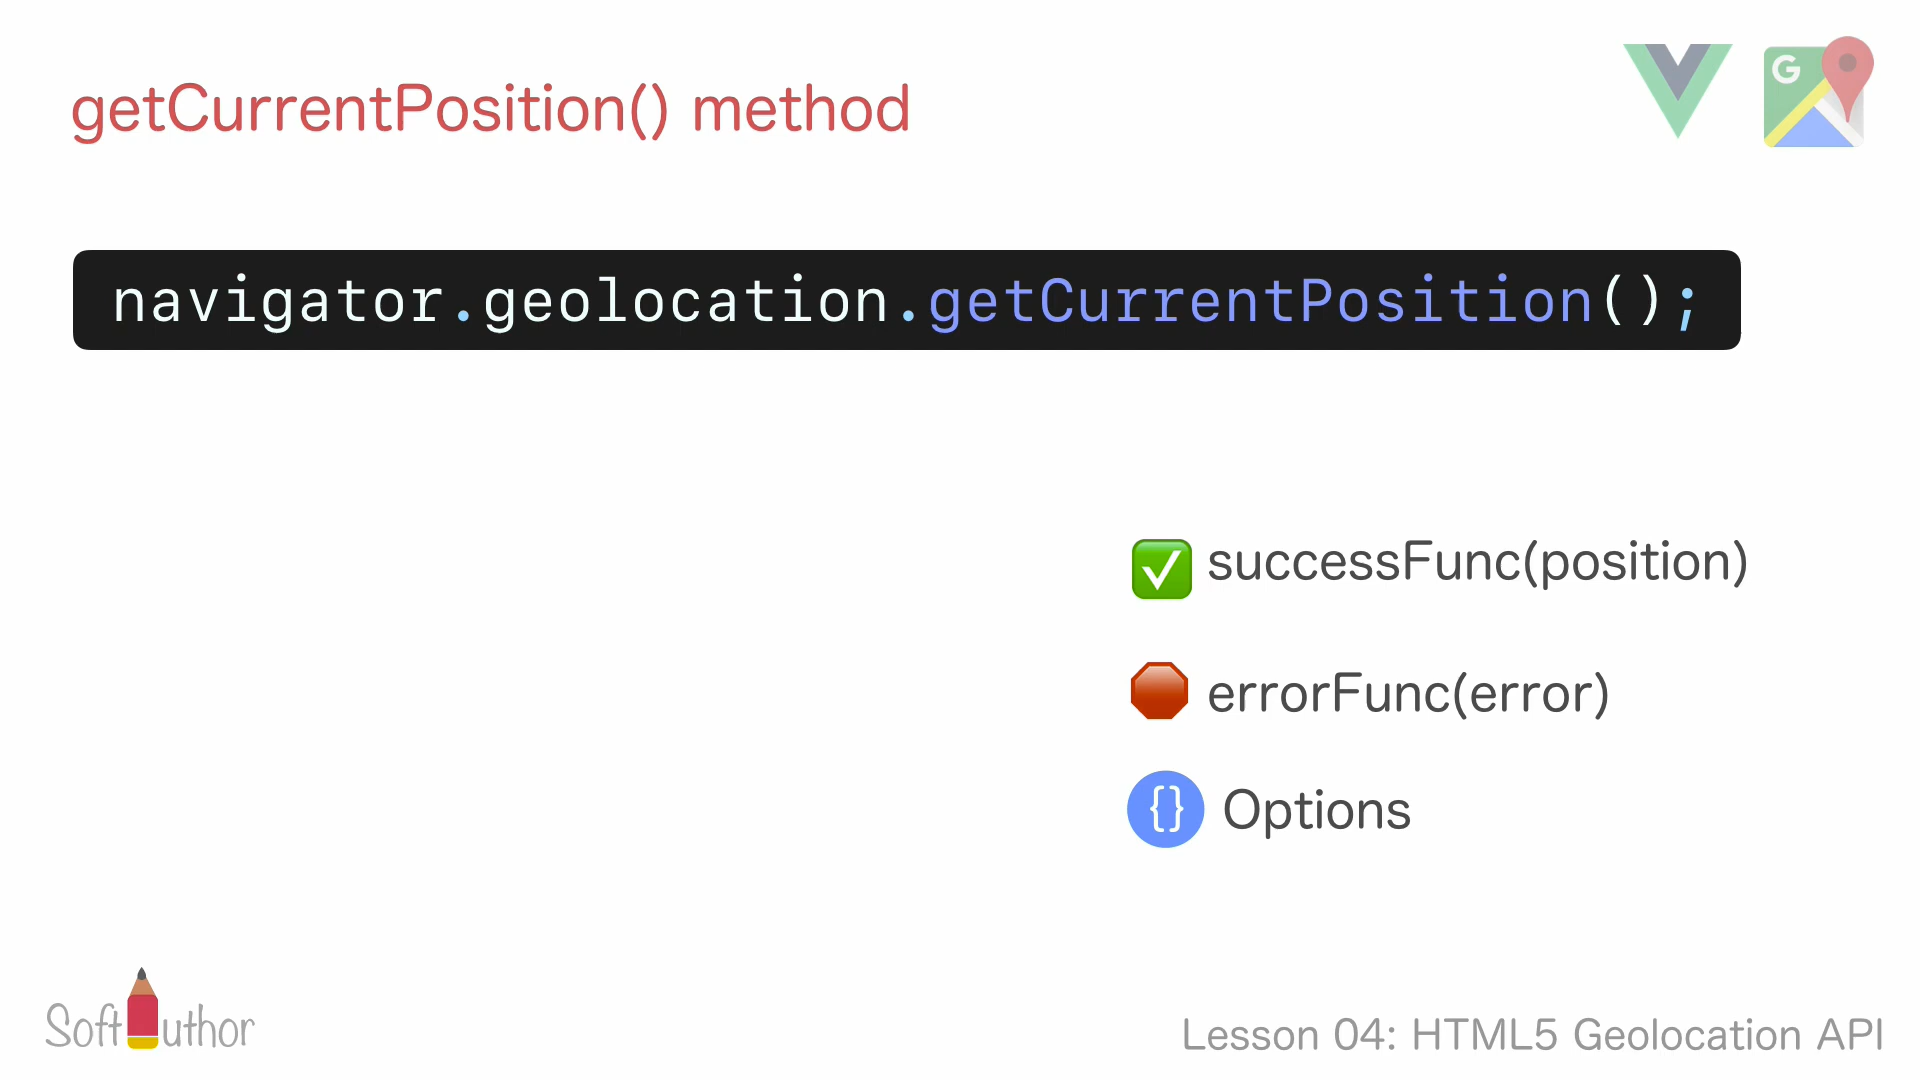 getCurrentPosition() method
G
navigator.geolocation.getCurrentPosition();
successFunc(position)
errorFunc(error)
{} Options
Soft uthor
Lesson 04: HTML5 Geolocation API